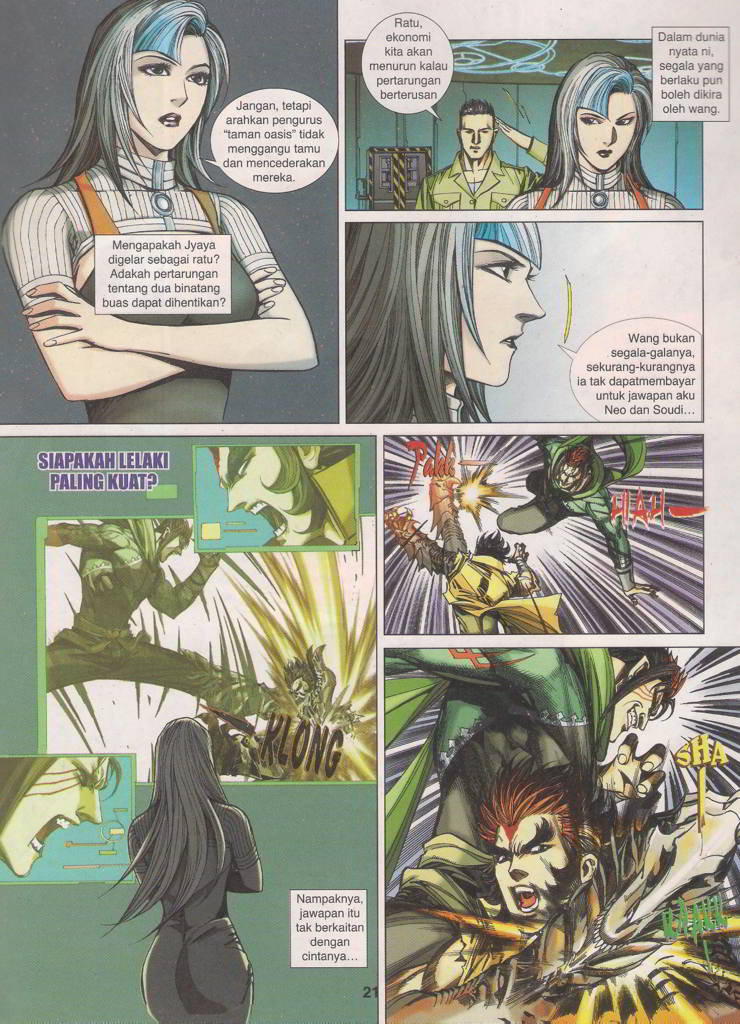 Jangan, tetapi
arahkan pengurus
"taman oasis" tidak
menggangu tamu
dan mencederakan
mereka.
Mengapakah Jyaya
digelar sebagai ratu?
Adakah pertarungan
tentang dua binatang
buas dapat dihentikan?
Ratu,
ekonomi
kita akan
menurun kalau
pertarungan
berterusan
Dalam dunia
nyata ni,
segala yang
berlaku pun
boleh dikira
oleh wang.
Wang bukan
segala-galanya,
sekurang-kurangnya
ia tak dapatmembayar
untuk jawapan aku
Neo dan Soudi...
SIAPAKAH LELAKI
PALING KUAT?
KLONG
Nampaknya,
jawapan itu
tak berkaitan
dengan
cintanya...
HAH
SHA
21